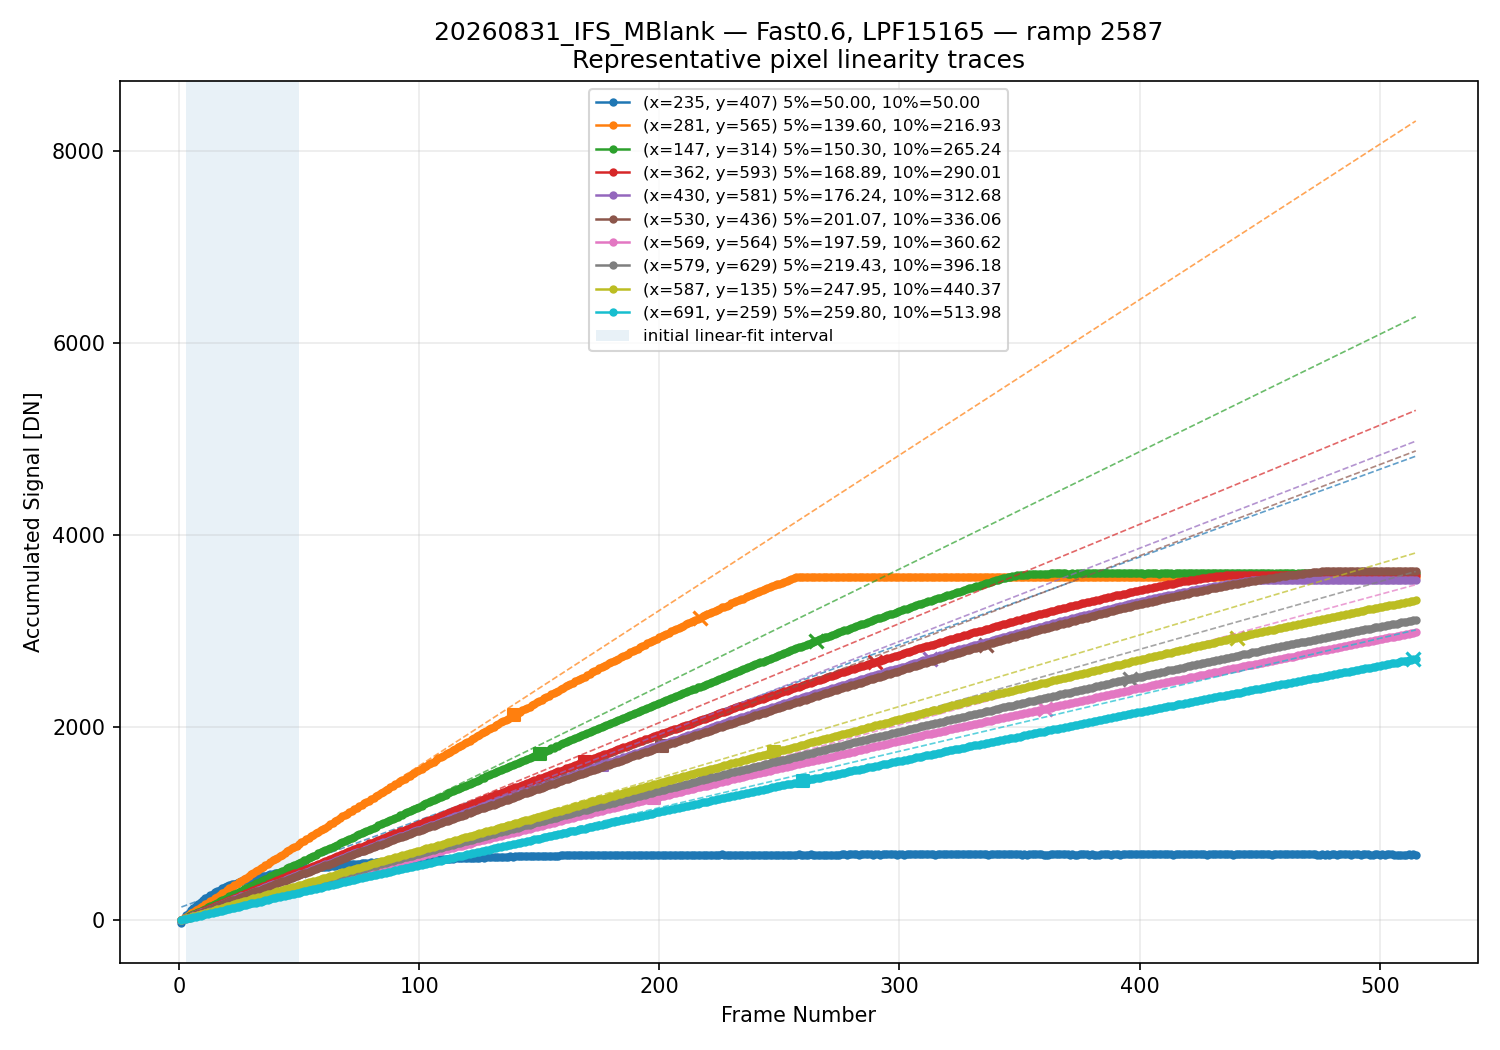 20260831_IFS_MBlank — Fast0.6, LPF15165 — ramp 2587
Representative pixel linearity traces
(x=235, y=407) 5%=50.00, 10%=50.00
(x=281, y=565) 5%=139.60, 10%=216.93
(x=147, y=314) 5%=150.30, 10%=265.24
(x=362, y=593) 5%=168.89, 10%=290.01
(x=430, y=581) 5%=176.24, 10%=312.68
(x=530, y=436) 5%=201.07, 10%=336.06
(x=569, y=564) 5%=197.59, 10%=360.62
(x=579, y=629) 5%=219.43, 10%=396.18
(x=587, y=135) 5%=247.95, 10%=440.37
(x=691, y=259) 5%=259.80, 10%=513.98
initial linear-fit interval
Accumulated Signal [DN]
8000
6000
4000
2000
0
0 100 200 300 400 500
Frame Number